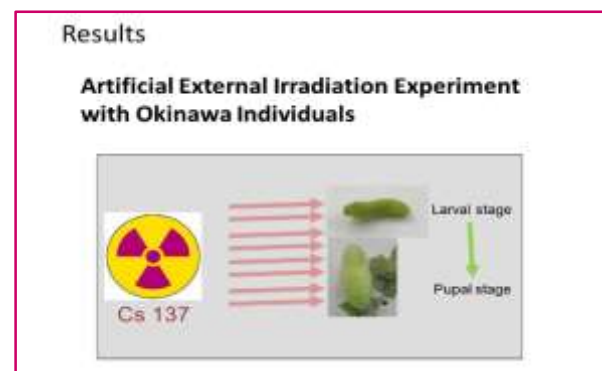 Results
Artificial External Irradiation Experiment
with Okinawa Individuals
Larval stage
Cs 137
Pupal stage